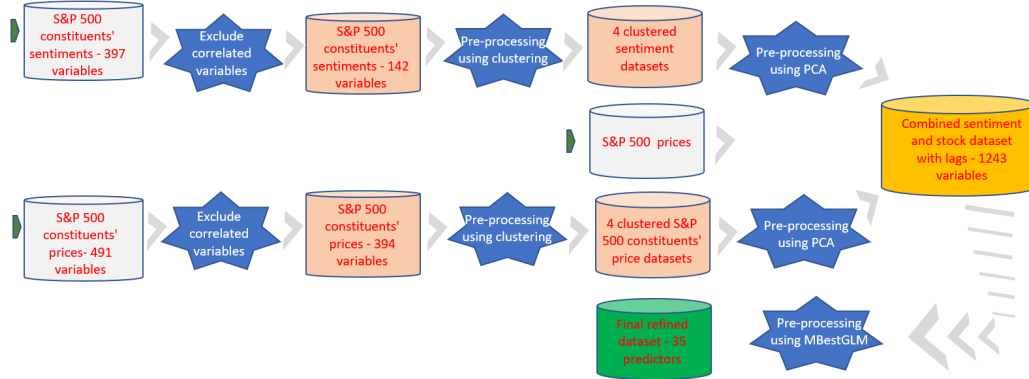 S&P 500
constituents'
sentiments - 397
variables
Exclude
correlated
variables
S&P 500
constituents'
sentiments - 142
variables
Pre-processing
using clustering
4 clustered
sentiment
datasets
Pre-processing
using PCA
S&P 500 prices
Combined sentiment
and stock dataset
with lags - 1243
variables
S&P 500
constituents'
prices- 491
variables
Exclude
correlated
variables
S&P 500
constituents'
prices - 394
variables
Pre-processing
using clustering
4 clustered S&P
500 constituents'
price datasets
Pre-processing
using PCA
Final refined
dataset - 35
predictors
Pre-processing
using MBestGLM